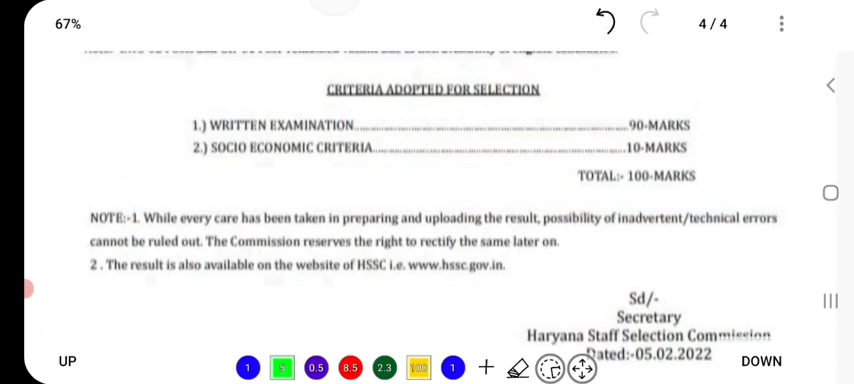 67%
4 / 4
CRITERIA ADOPTED FOR SELECTION
1.) WRITTEN EXAMINATION..........90-MARKS
2.) SOCIO ECONOMIC CRITERIA..........10-MARKS
TOTAL:- 100-MARKS
NOTE:-1. While every care has been taken in preparing and uploading the result, possibility of inadvertent/technical errors
cannot be ruled out. The Commission reserves the right to rectify the same later on.
2 . The result is also available on the website of HSSC i.e. www.hssc.gov.in.
Sd/-
Secretary
Haryana Staff Selection Commission
Dated:-05.02.2022
UP
1 5 0.5 8.5 2.3 100 1
DOWN